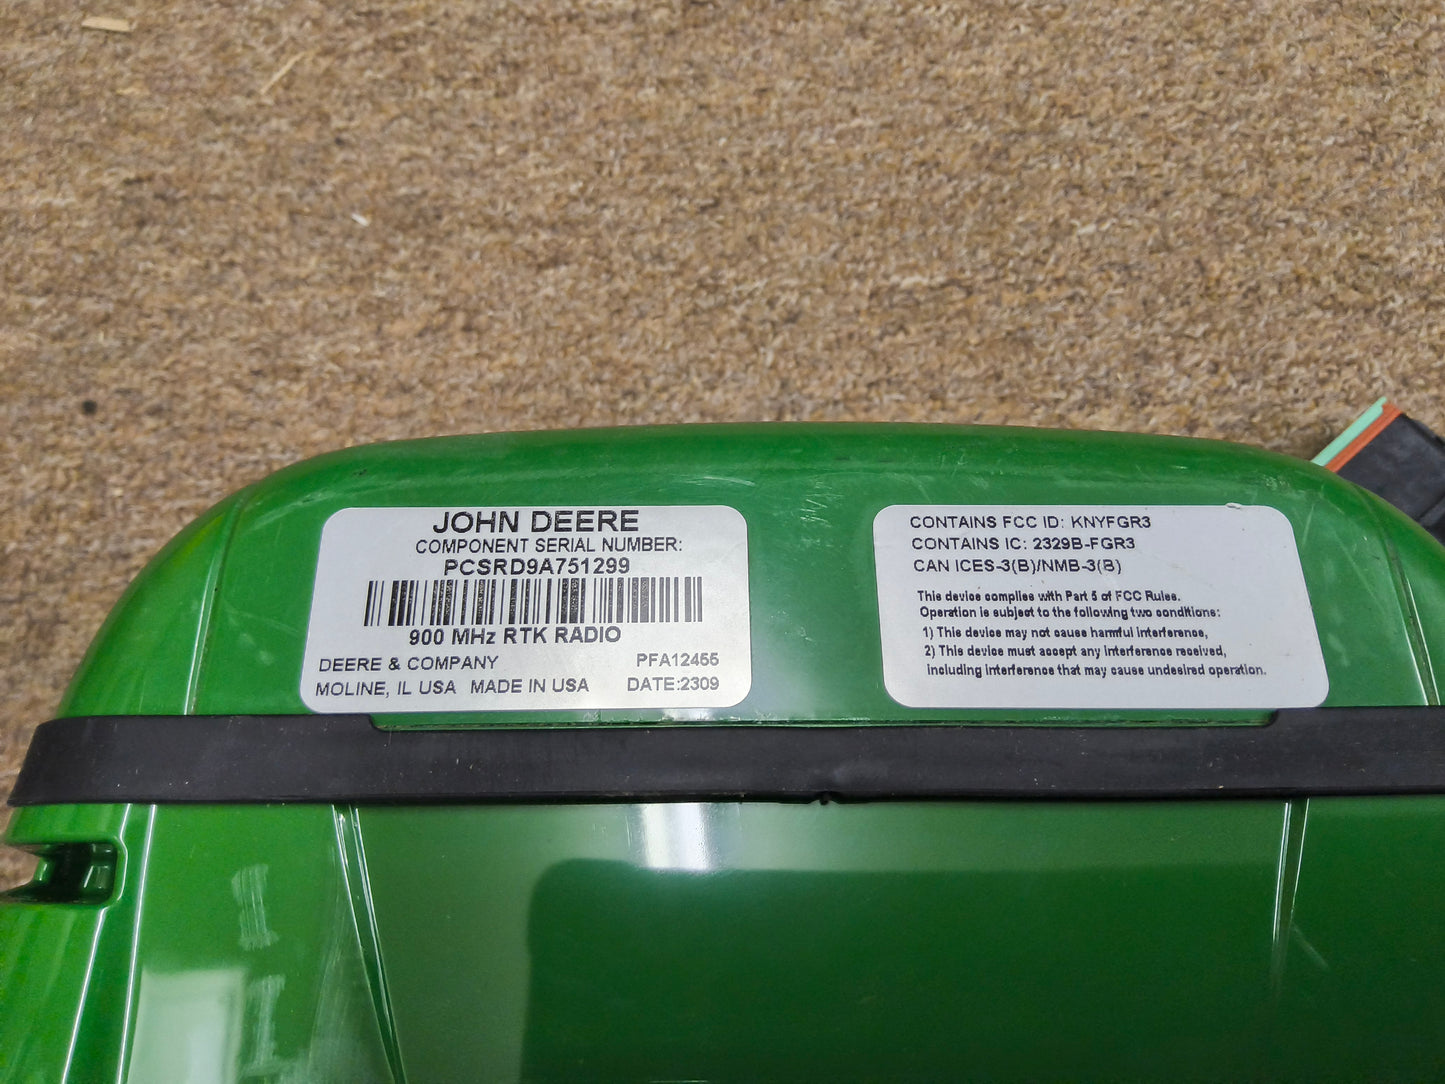 JOHN DEERE
COMPONENT SERIAL NUMBER:
PCSRD9A751299
900 MHz RTK RADIO
DEERE & COMPANY PFA12455
MOLINE, IL USA MADE IN USA DATE:2309
CONTAINS FCC ID: KNYFGR3
CONTAINS IC: 2329B-FGR3
CAN ICES-3(B)/NMB-3(B)
This device complies with Part 5 of FCC Rules.
Operation is subject to the following two conditions:
1) This device may not cause harmful interference,
2) This device must accept any interference received,
including interference that may cause undesired operation.